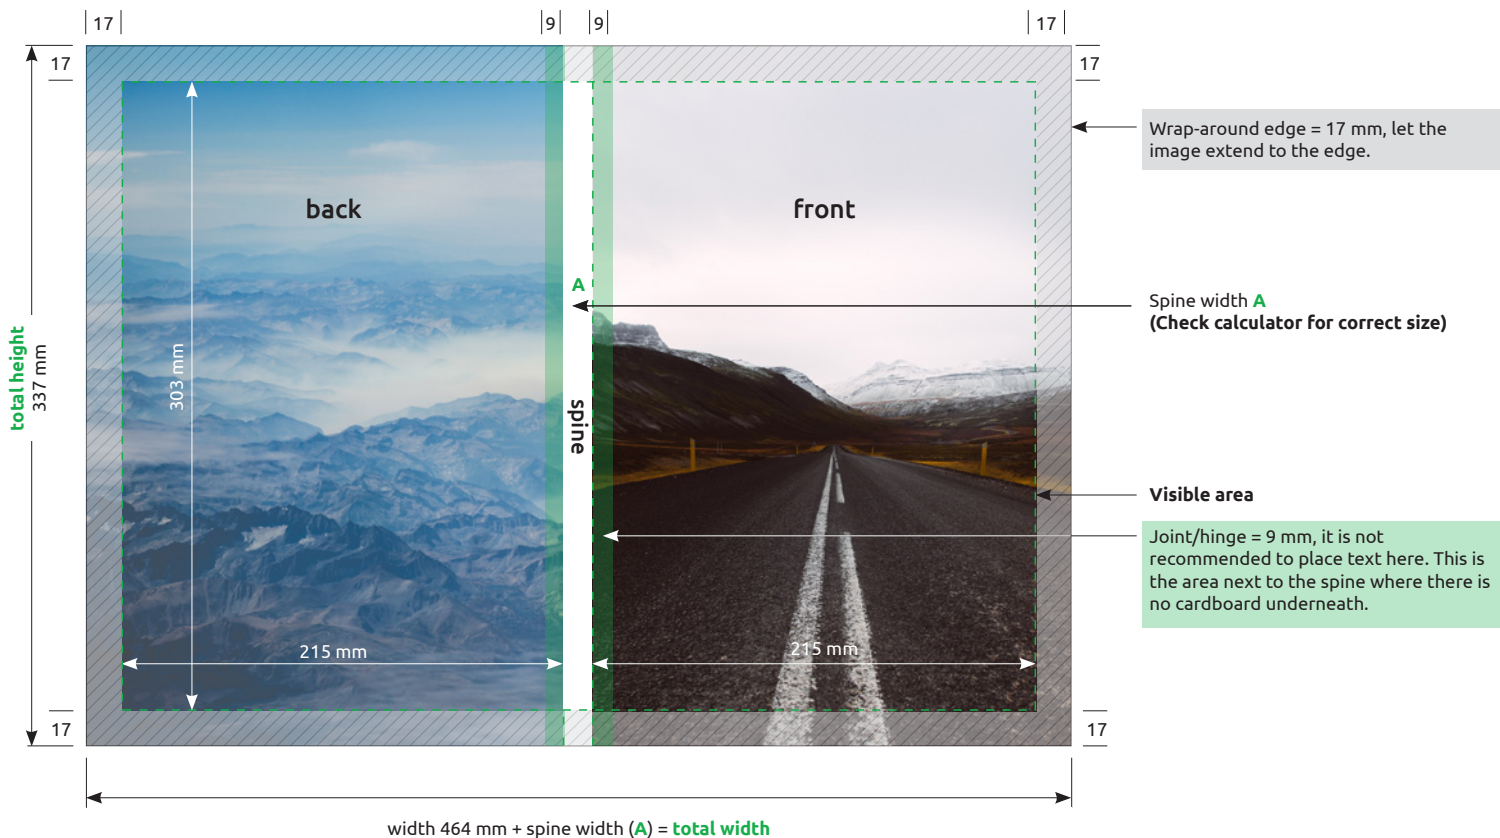 17
9
9
17
17
17
Wrap-around edge = 17 mm, let the
image extend to the edge.
back
front
A
Spine width A
(Check calculator for correct size)
total height
337 mm
303 mm
spine
Visible area
Joint/hinge = 9 mm, it is not
recommended to place text here. This is
the area next to the spine where there is
no cardboard underneath.
215 mm
215 mm
17
17
width 464 mm + spine width (A) = total width